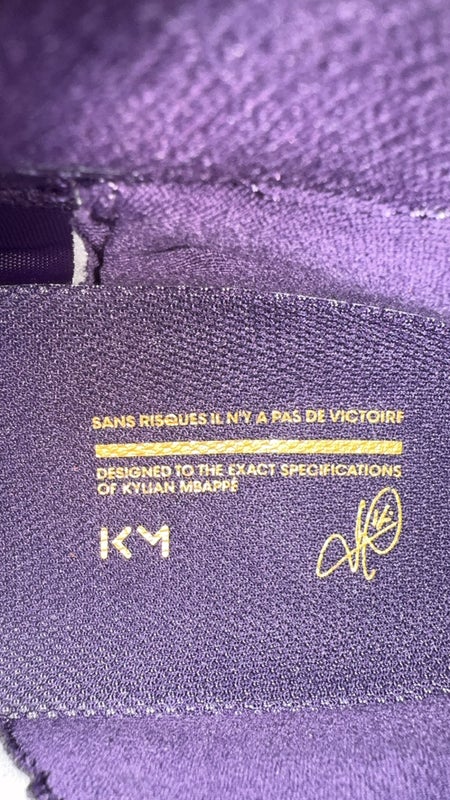 SANS RISQUES IL N'Y A PAS DE VICTOIRE
DESIGNED TO THE EXACT SPECIFICATIONS
OF KYLIAN MBAPPÉ
KM